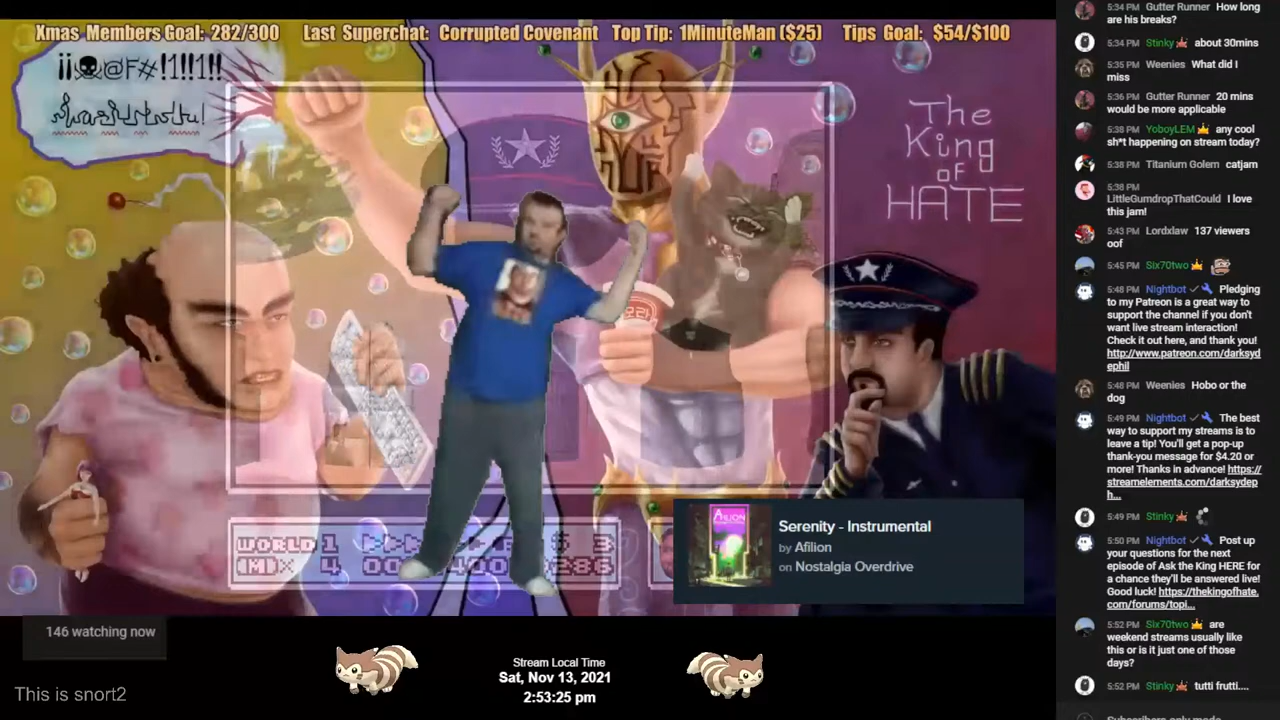 Xmas Members Goal: 282/300 Last Superchat: Corrupted Covenant Top Tip: 1MinuteMan ($25) Tips Goal: $54/$100
The
King
of
HATE
WORLD 1
Serenity - Instrumental
by Afilion
on Nostalgia Overdrive
146 watching now
This is snort2
Stream Local Time
Sat, Nov 13, 2021
2:53:25 pm
5:34 PM Gutter Runner How long
are his breaks?
5:34 PM Stinky about 30mins
5:35 PM Weenies What did I
miss
5:36 PM Gutter Runner 20 mins
would be more applicable
5:38 PM YoboyLEM any cool
sh*t happening on stream today?
5:38 PM Titanium Golem catjam
5:38 PM
LittleGumdropThatCould I love
this jam!
5:43 PM Lordxlaw 137 viewers
oof
5:45 PM Six70two
5:48 PM Nightbot Pledging
to my Patreon is a great way to
support the channel if you don't
want live stream interaction!
Check it out here, and thank you!
http://www.patreon.com/darksyd
ephil
5:48 PM Weenies Hobo or the
dog
5:49 PM Nightbot The best
way to support my streams is to
leave a tip! You'll get a pop-up
thank-you message for $4.20 or
more! Thanks in advance! https://
streamelements.com/darksydep
h...
5:49 PM Stinky
5:50 PM Nightbot Post up
your questions for the next
episode of Ask the King HERE for
a chance they'll be answered live!
Good luck! https://thekingofhate.
com/forums/topi...
5:52 PM Six70two are
weekend streams usually like
this or is it just one of those
days?
5:52 PM Stinky tutti frutti....